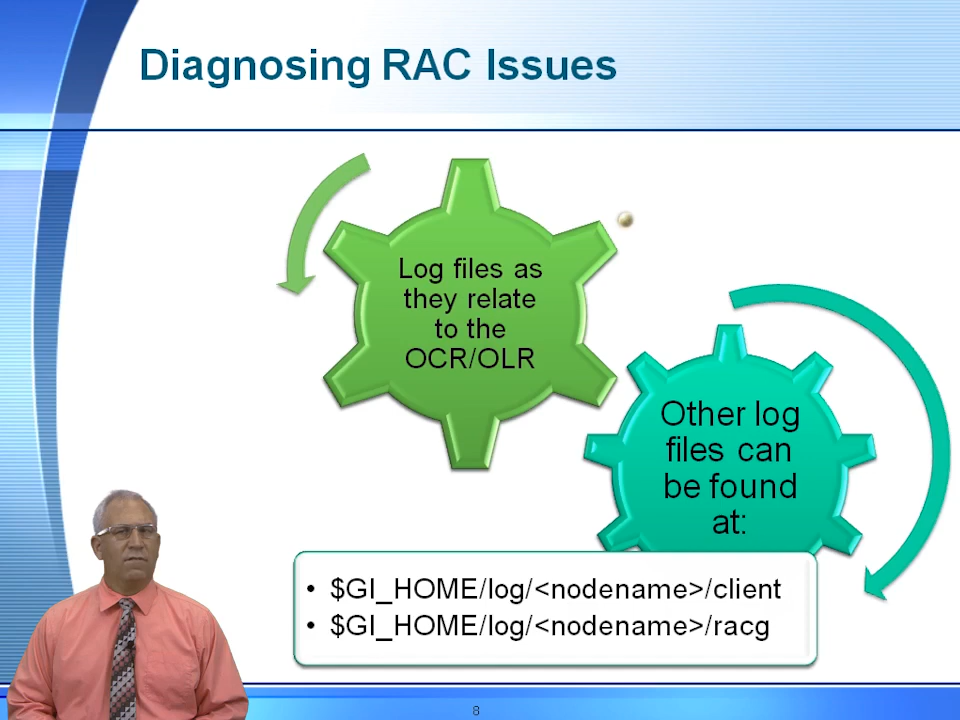 Diagnosing RAC Issues
Log files as
they relate
to the
OCR/OLR
Other log
files can
be found
at:
• $GI_HOME/log/<nodename>/client
• $GI_HOME/log/<nodename>/racg
8